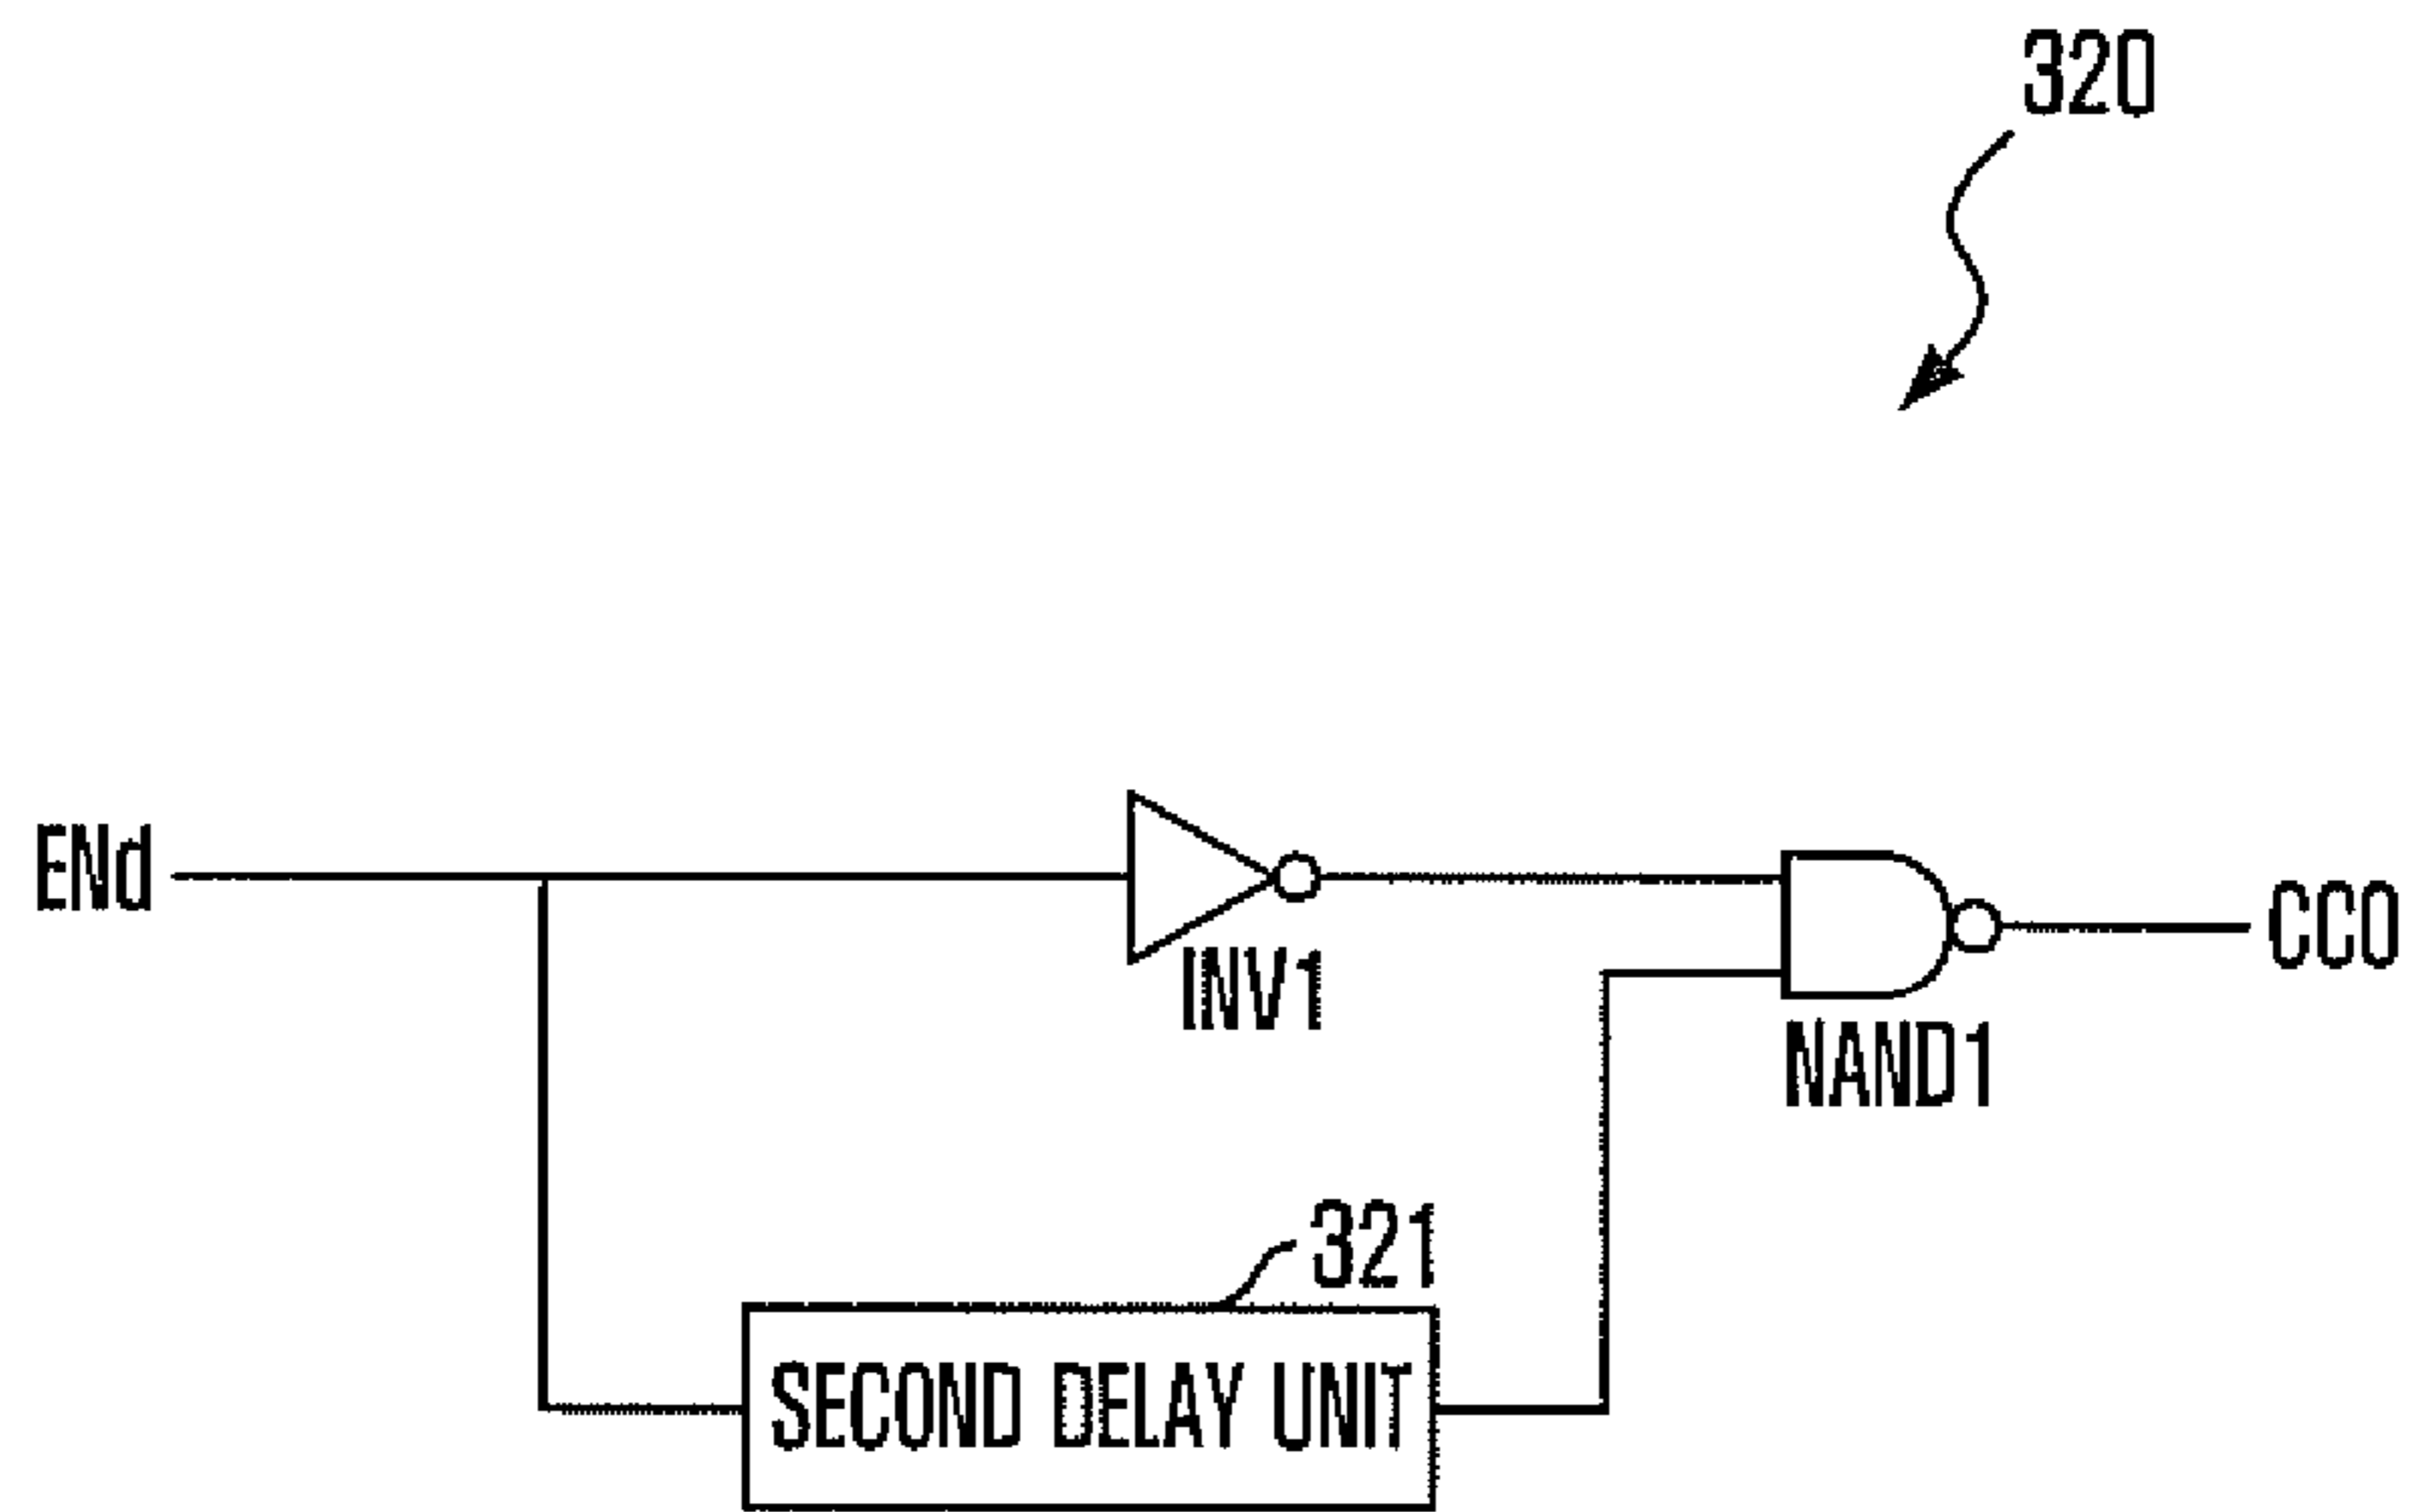 320
ENd
INV1
CCO
NAND1
321
SECOND DELAY UNIT